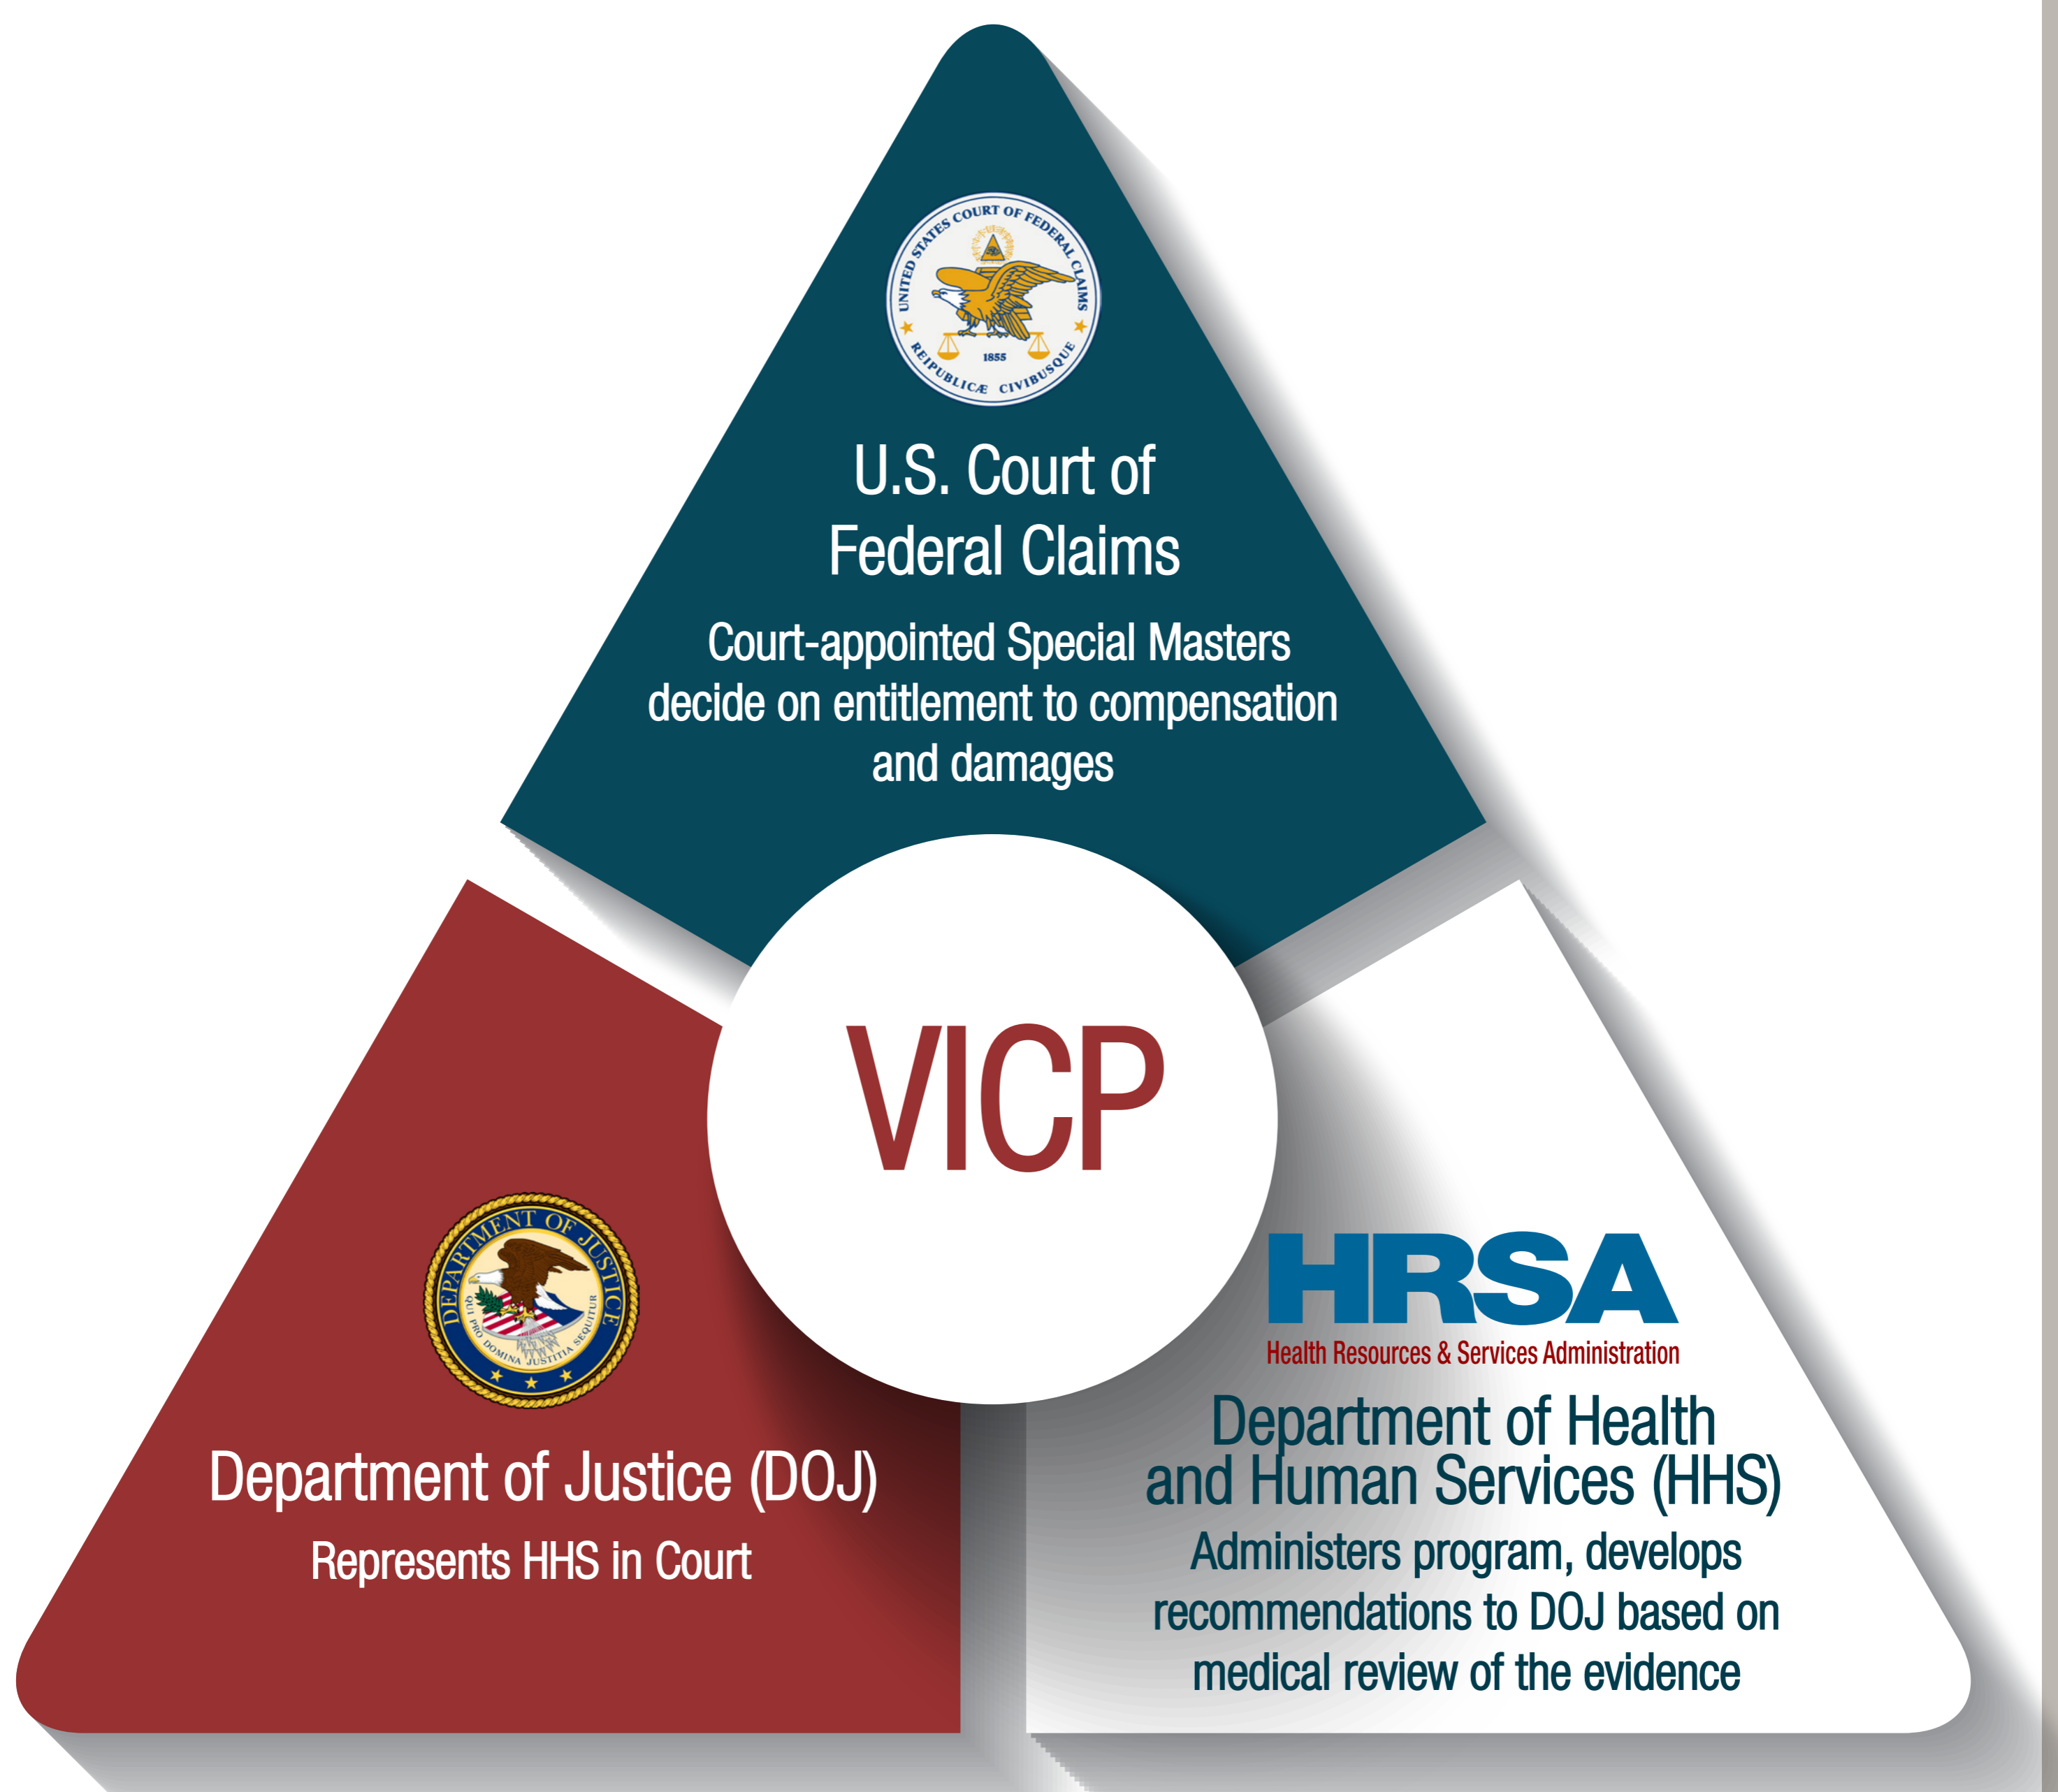 UNITED STATES COURT OF FEDERAL CLAIMS
1855
REIPUBLICÆ CIVIBUSQUE
U.S. Court of
Federal Claims
Court-appointed Special Masters
decide on entitlement to compensation
and damages
VICP
DEPARTMENT OF JUSTICE
QUI PRO DOMINA JUSTITIA SEQUITUR
Department of Justice (DOJ)
Represents HHS in Court
HRSA
Health Resources & Services Administration
Department of Health
and Human Services (HHS)
Administers program, develops
recommendations to DOJ based on
medical review of the evidence